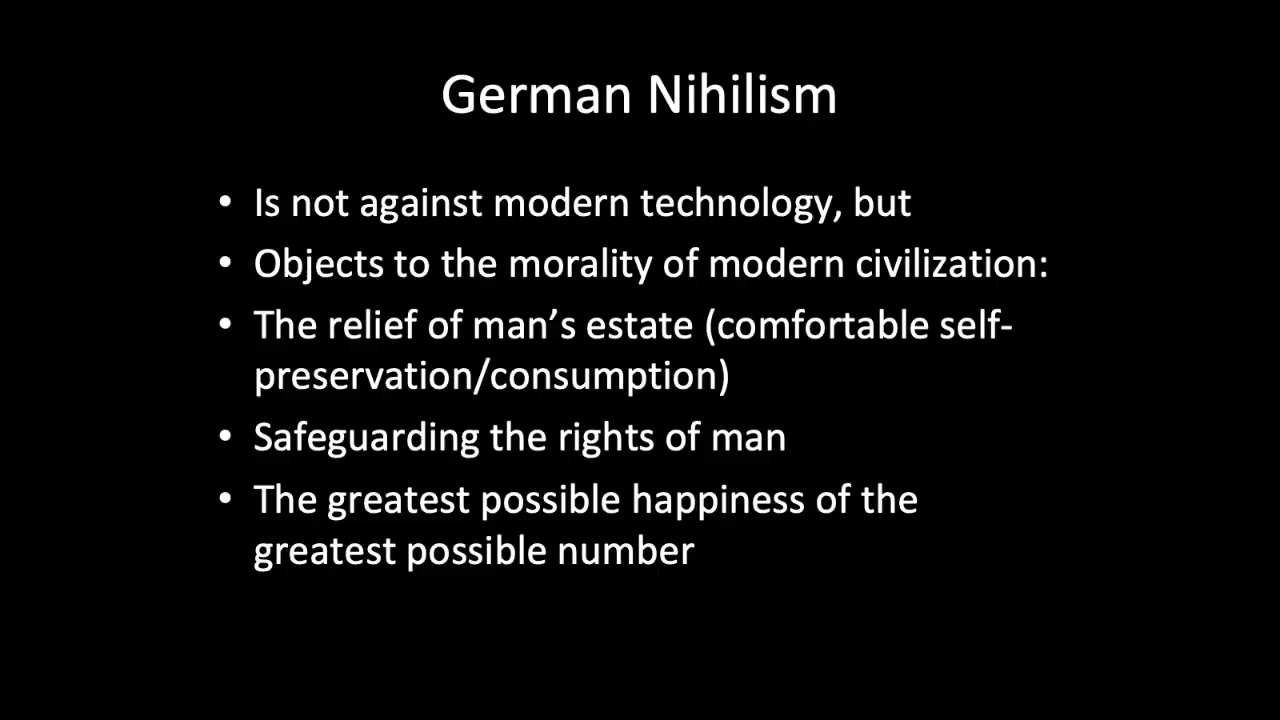 German Nihilism
• Is not against modern technology, but
• Objects to the morality of modern civilization:
• The relief of man’s estate (comfortable self-
preservation/consumption)
• Safeguarding the rights of man
• The greatest possible happiness of the
greatest possible number